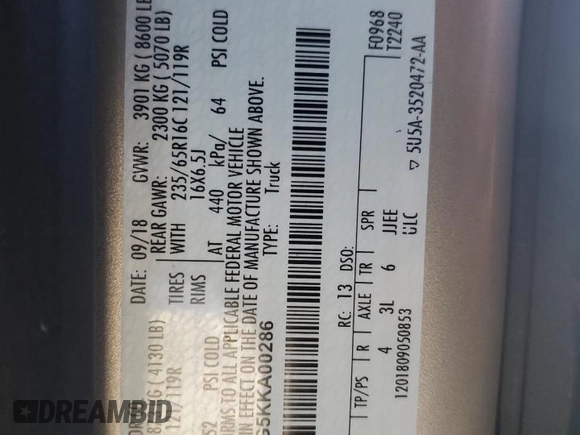 DATE: 09/18 GVWR: 3901 KG ( 8600 LB
REAR GAWR:
( 4130 LB) 2300 KG ( 5070 LB)
TIRES WITH 235/65R16C 121/119R
RIMS 16X6.5J
PSI COLD AT 440 kPa/ 64 PSI COLD
TO ALL APPLICABLE FEDERAL MOTOR VEHICLE
IN EFFECT ON THE DATE OF MANUFACTURE SHOWN ABOVE.
G5KKA00286 TYPE: Truck
RC: 13 DSO:
TP/PS R AXLE TR SPR
4 3L 6 JJEE
1201809050853 ULC
F0968
T2240
▽ 5U5A-3520472-AA
DREAMBID